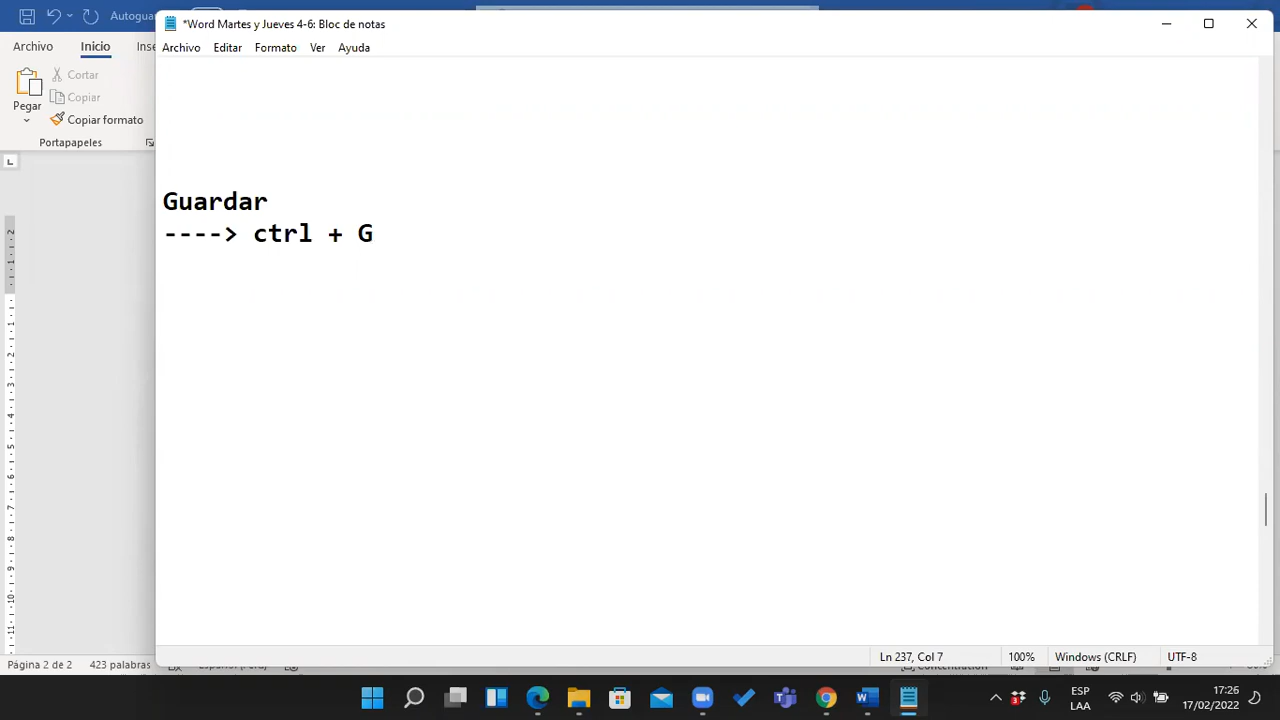 Autogua
*Word Martes y Jueves 4-6: Bloc de notas
Archivo Inicio Inse
Archivo Editar Formato Ver Ayuda
Pegar
Cortar
Copiar
Copiar formato
Portapapeles
Guardar
----> ctrl + G
Página 2 de 2 423 palabras
Ln 237, Col 7 100% Windows (CRLF) UTF-8
ESP
LAA
17:26
17/02/2022